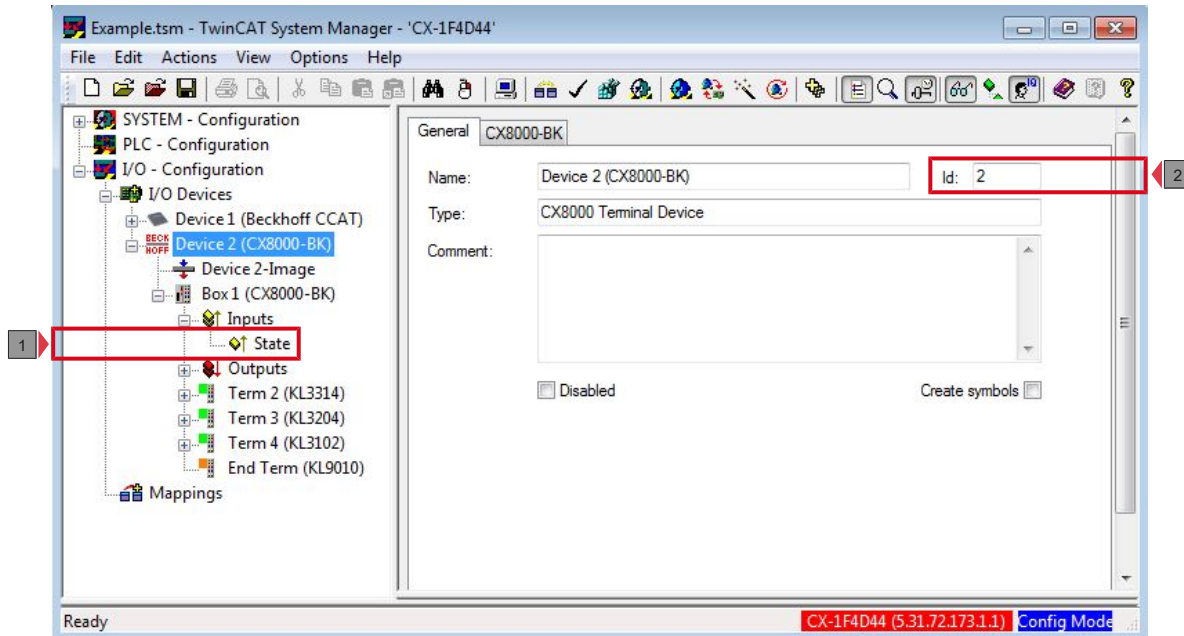 Example.tsm - TwinCAT System Manager - 'CX-1F4D44'
File Edit Actions View Options Help
SYSTEM - Configuration
PLC - Configuration
I/O - Configuration
I/O Devices
Device 1 (Beckhoff CCAT)
BECK
HOFF
Device 2 (CX8000-BK)
Device 2-Image
Box 1 (CX8000-BK)
Inputs
1
State
Outputs
Term 2 (KL3314)
Term 3 (KL3204)
Term 4 (KL3102)
End Term (KL9010)
Mappings
General CX8000-BK
Name: Device 2 (CX8000-BK) Id: 2
2
Type: CX8000 Terminal Device
Comment:
Disabled Create symbols
Ready CX-1F4D44 (5.31.72.173.1.1) Config Mode